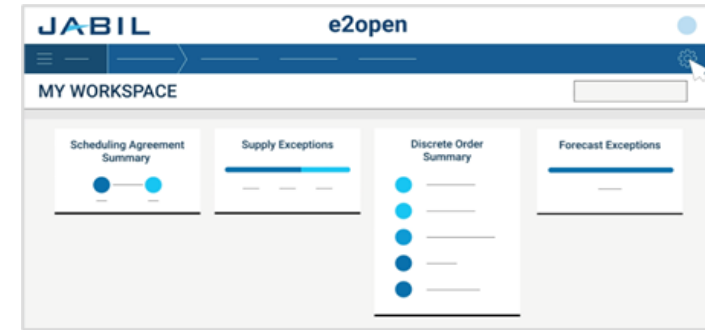 JABIL
e2open
MY WORKSPACE
Scheduling Agreement
Summary
Supply Exceptions
Discrete Order
Summary
Forecast Exceptions